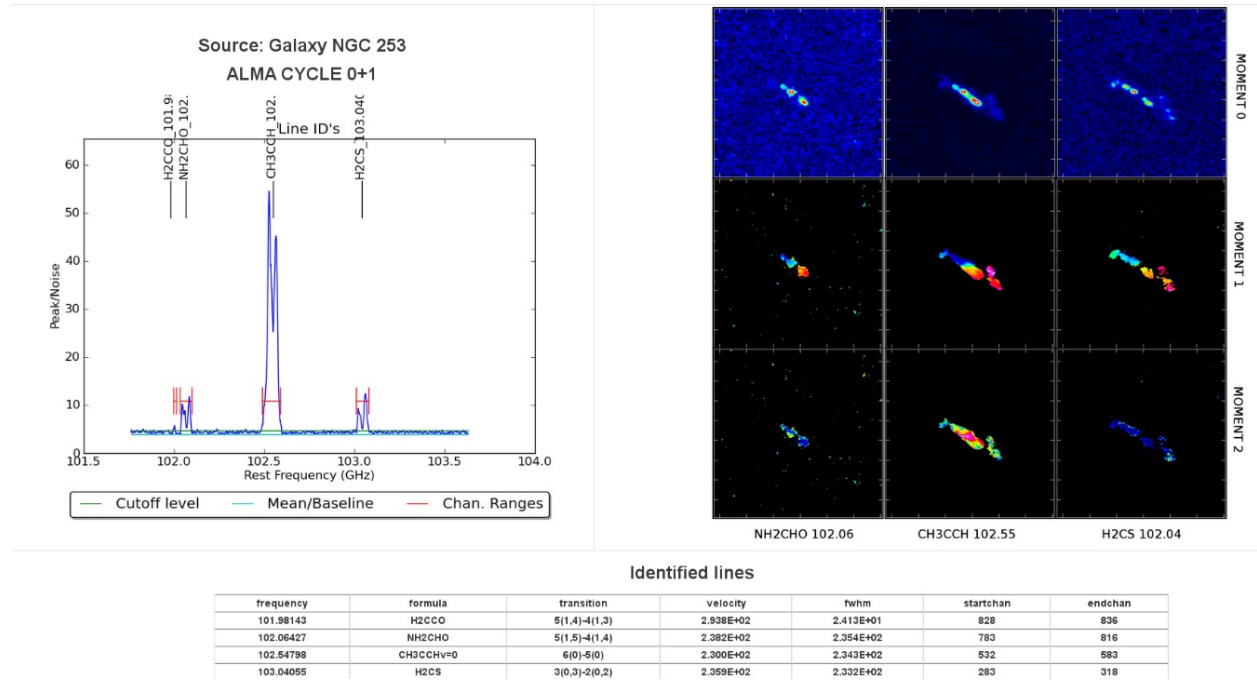 Source: Galaxy NGC 253
ALMA CYCLE 0+1
Line ID's
H2CCO_101.98
NH2CHO_102.
CH3CCH_102.
H2CS_103.040
Peak/Noise
60
50
40
30
20
10
0
101.5 102.0 102.5 103.0 103.5 104.0
Rest Frequency (GHz)
Cutoff level Mean/Baseline Chan. Ranges
MOMENT 0
MOMENT 1
MOMENT 2
NH2CHO 102.06 CH3CCH 102.55 H2CS 102.04
Identified lines
frequency formula transition velocity fwhm startchan endchan
101.98143 H2CCO 5(1,4)-4(1,3) 2.938E+02 2.413E+01 828 836
102.06427 NH2CHO 5(1,5)-4(1,4) 2.382E+02 2.354E+02 783 816
102.54798 CH3CCHv=0 6(0)-5(0) 2.300E+02 2.343E+02 532 583
103.04055 H2CS 3(0,3)-2(0,2) 2.359E+02 2.332E+02 283 318